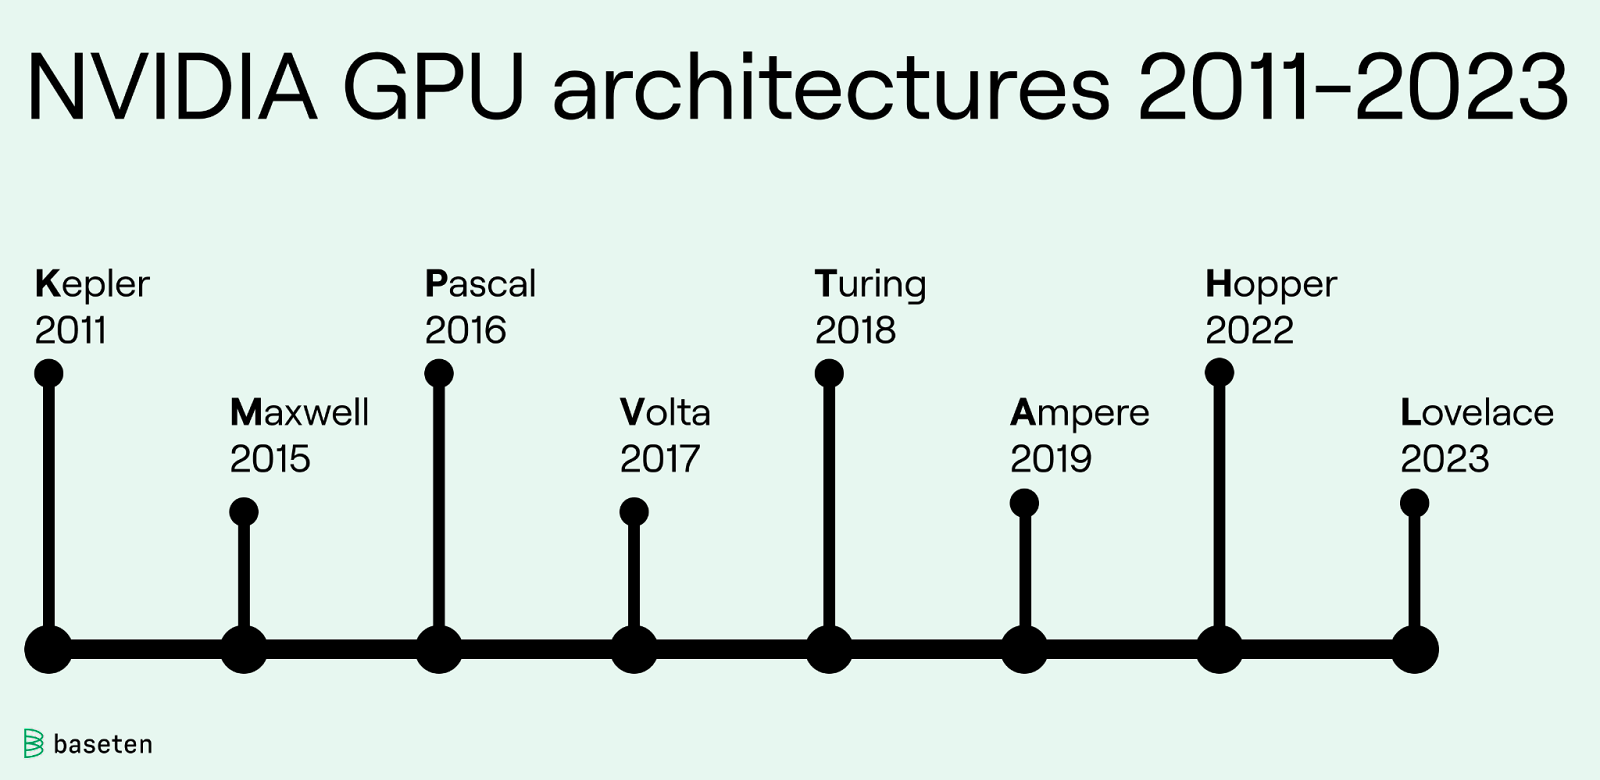 NVIDIA GPU architectures 2011–2023
Kepler
2011
Maxwell
2015
Pascal
2016
Volta
2017
Turing
2018
Ampere
2019
Hopper
2022
Lovelace
2023
baseten